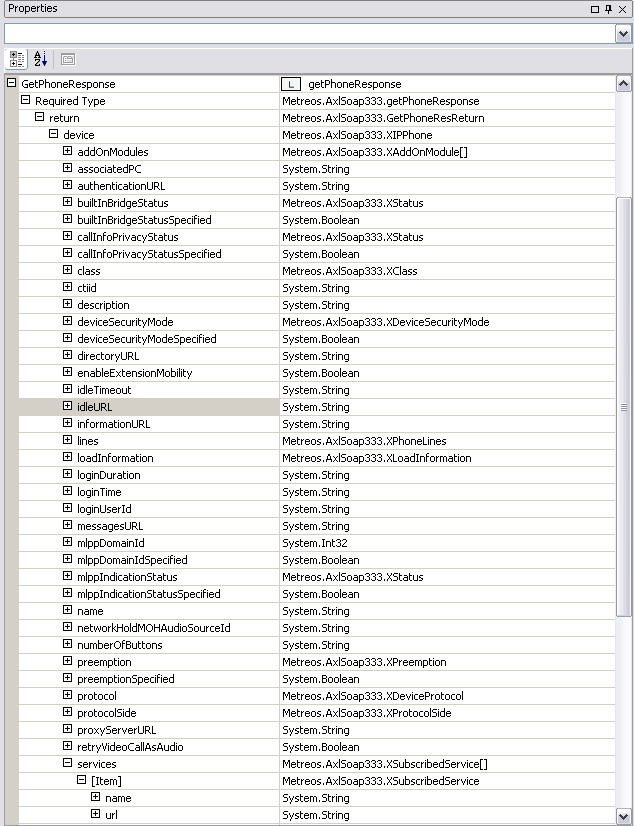 Properties
GetPhoneResponse L getPhoneResponse
Required Type Metreos.AxlSoap333.getPhoneResponse
return Metreos.AxlSoap333.GetPhoneResReturn
device Metreos.AxlSoap333.XIPPhone
addOnModules Metreos.AxlSoap333.XAddOnModule[]
associatedPC System.String
authenticationURL System.String
builtInBridgeStatus Metreos.AxlSoap333.XStatus
builtInBridgeStatusSpecified System.Boolean
callInfoPrivacyStatus Metreos.AxlSoap333.XStatus
callInfoPrivacyStatusSpecified System.Boolean
class Metreos.AxlSoap333.XClass
ctiid System.String
description System.String
deviceSecurityMode Metreos.AxlSoap333.XDeviceSecurityMode
deviceSecurityModeSpecified System.Boolean
directoryURL System.String
enableExtensionMobility System.Boolean
idleTimeout System.String
idleURL System.String
informationURL System.String
lines Metreos.AxlSoap333.XPhoneLines
loadInformation Metreos.AxlSoap333.XLoadInformation
loginDuration System.String
loginTime System.String
loginUserId System.String
messagesURL System.String
mlppDomainId System.Int32
mlppDomainIdSpecified System.Boolean
mlppIndicationStatus Metreos.AxlSoap333.XStatus
mlppIndicationStatusSpecified System.Boolean
name System.String
networkHoldMOHAudioSourceId System.String
numberOfButtons System.String
preemption Metreos.AxlSoap333.XPreemption
preemptionSpecified System.Boolean
protocol Metreos.AxlSoap333.XDeviceProtocol
protocolSide Metreos.AxlSoap333.XProtocolSide
proxyServerURL System.String
retryVideoCallAsAudio System.Boolean
services Metreos.AxlSoap333.XSubscribedService[]
[Item] Metreos.AxlSoap333.XSubscribedService
name System.String
url System.String